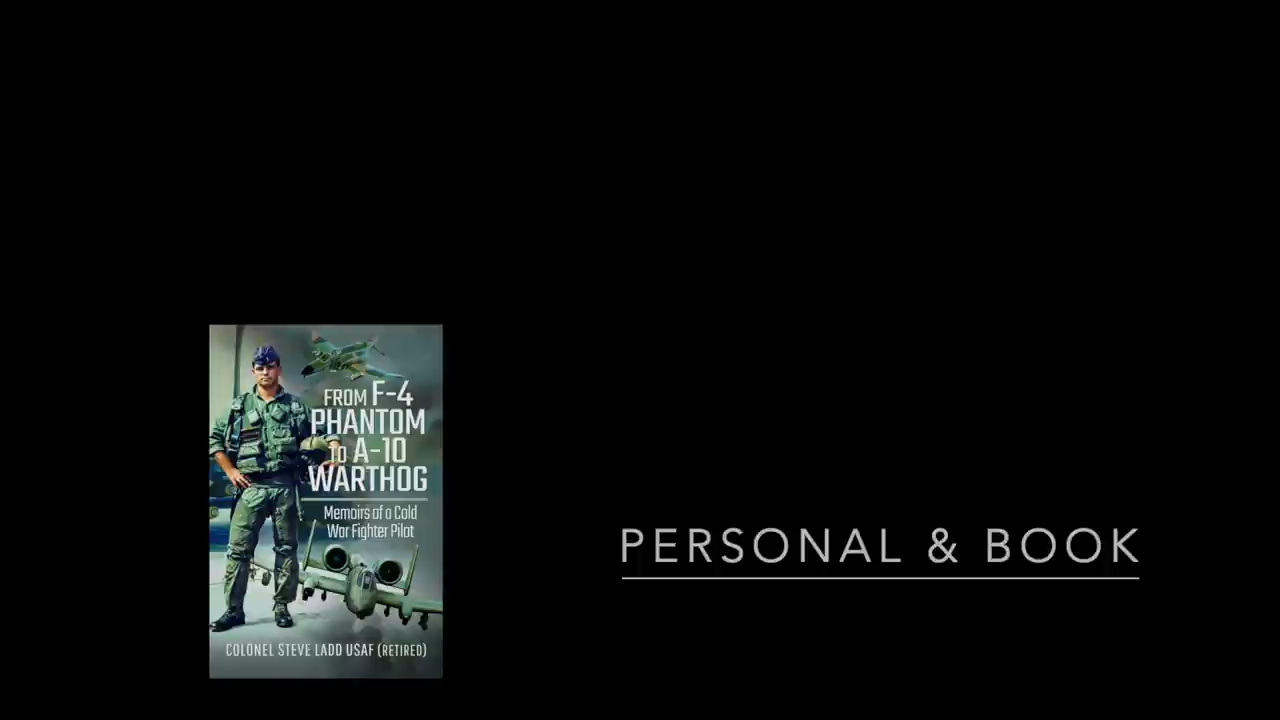 FROM F-4
PHANTOM
TO A-10
WARTHOG
Memoirs of a Cold
War Fighter Pilot
COLONEL STEVE LADD USAF (RETIRED)
PERSONAL & BOOK